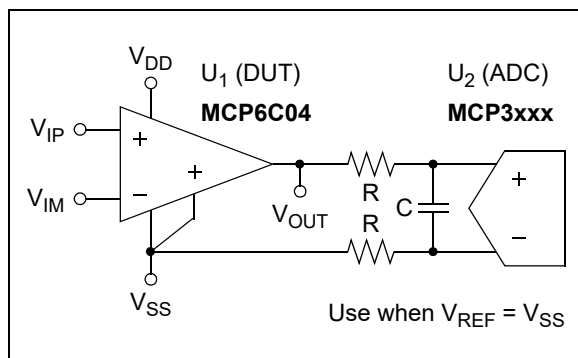 V_DD
U_1 (DUT)
MCP6C04
U_2 (ADC)
MCP3xxx
V_IP
+
+
−
V_IM
V_OUT
R
R
C
+
−
V_SS
Use when V_REF = V_SS